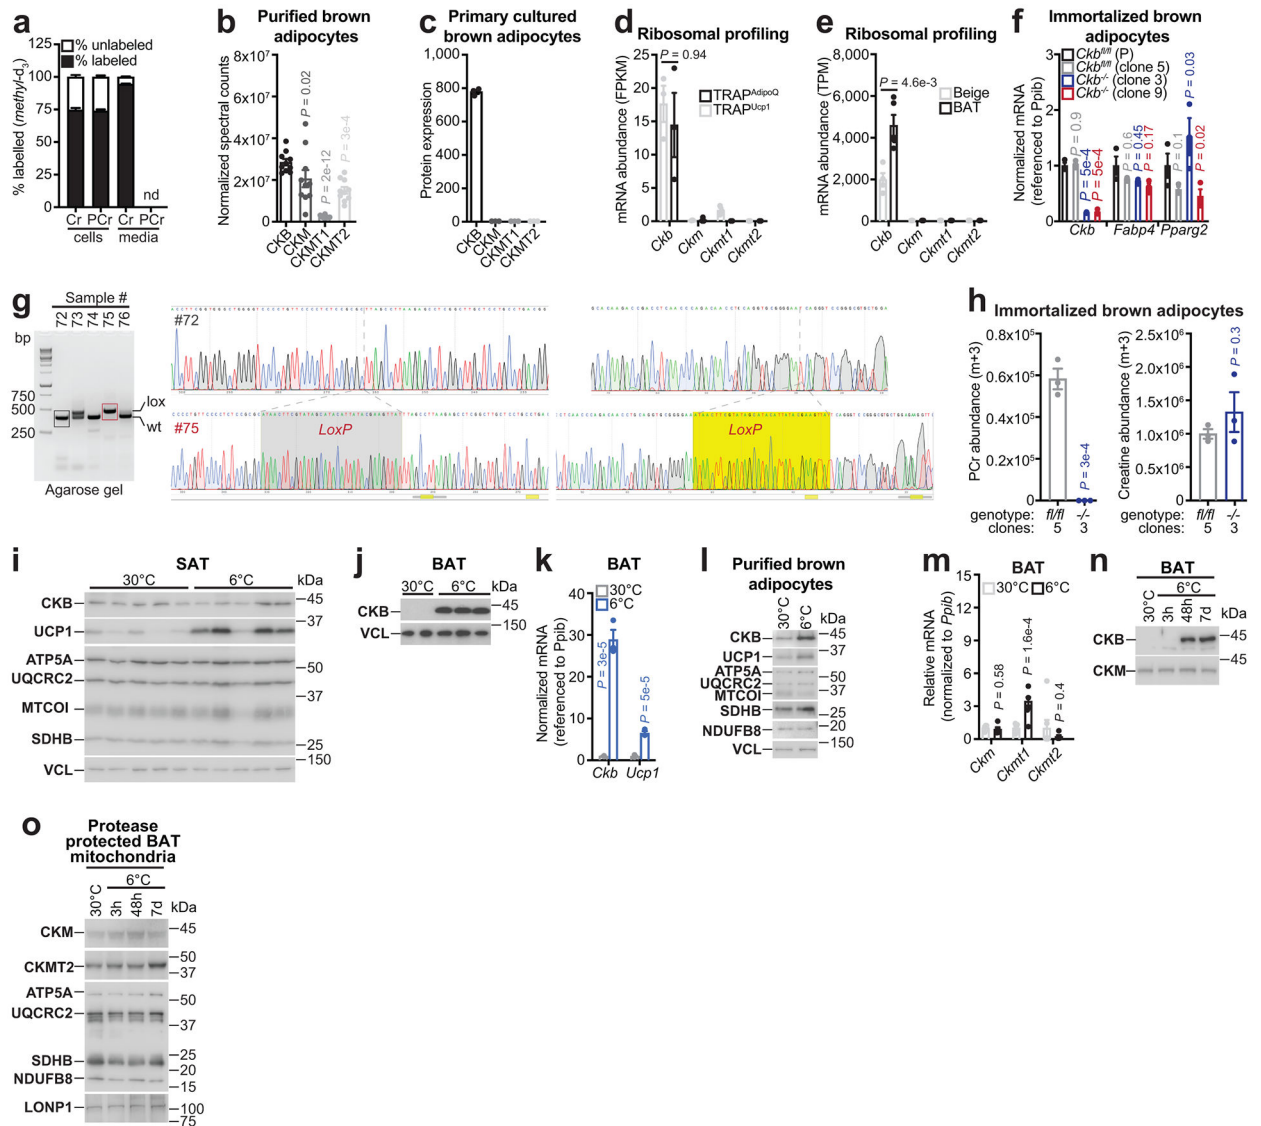 a
% unlabeled
% labeled
% labelled (methyl-d3)
125
100
75
50
25
0
nd
Cr PCr Cr PCr
cells media
b
Purified brown
adipocytes
Normalized spectral counts
8x10⁷
6x10⁷
4x10⁷
2x10⁷
0
P = 0.02
P = 2e-12
P = 3e-4
CKB
CKM
CKMT1
CKMT2
c
Primary cultured
brown adipocytes
Protein expression
1,000
800
600
400
200
0
CKB
CKM
CKMT1
CKMT2
d
Ribosomal profiling
mRNA abundance (FPKM)
25
20
15
10
5
0
P = 0.94
TRAP^AdipoQ
TRAP^Ucp1
Ckb
Ckm
Ckmt1
Ckmt2
e
Ribosomal profiling
mRNA abundance (TPM)
8,000
6,000
4,000
2,000
0
P = 4.6e-3
Beige
BAT
Ckb
Ckm
Ckmt1
Ckmt2
f
Immortalized brown
adipocytes
Normalized mRNA
(referenced to Ppib)
3
2
1
0
Ckb^fl/fl (P)
Ckb^fl/fl (clone 5)
Ckb^-/- (clone 3)
Ckb^-/- (clone 9)
P = 0.9
P = 5e-4
P = 5e-4
P = 0.6
P = 0.45
P = 0.17
P = 0.1
P = 0.03
P = 0.02
Ckb Fabp4 Pparg2
g
Sample #
72 73 74 75 76
bp
750
500
250
lox
wt
Agarose gel
#72
#75
LoxP
LoxP
h
Immortalized brown adipocytes
PCr abundance (m+3)
0.8x10⁵
0.6x10⁵
0.4x10⁵
0.2x10⁵
0
P = 3e-4
genotype: fl/fl -/-
clones: 5 3
Creatine abundance (m+3)
2.5x10⁶
2.0x10⁶
1.5x10⁶
1.0x10⁶
0.5x10⁶
0
P = 0.3
genotype: fl/fl -/-
clones: 5 3
i
SAT
30°C 6°C kDa
CKB
45
37
UCP1
ATP5A
50
UQCRC2
37
MTCOI
SDHB
25
150
VCL
j
BAT
30°C 6°C kDa
CKB
45
150
VCL
k
BAT
30°C
6°C
Normalized mRNA
(referenced to Ppib)
40
30
20
10
0
P = 3e-5
P = 5e-5
Ckb Ucp1
l
Purified brown
adipocytes
30°C 6°C kDa
CKB
45
37
UCP1
ATP5A
50
UQCRC2
37
MTCOI
SDHB
25
20
NDUFB8
150
VCL
m
BAT
30°C 6°C
Relative mRNA
(normalized to Ppib)
15
12
9
6
3
0
P = 0.58
P = 1.6e-4
P = 0.4
Ckm
Ckmt1
Ckmt2
n
BAT
6°C
30°C 3h 48h 7d kDa
CKB
45
45
CKM
o
Protease
protected BAT
mitochondria
6°C
30°C 3h 48h 7d kDa
CKM
45
50
CKMT2
37
ATP5A
50
UQCRC2
37
25
SDHB
20
NDUFB8
15
LONP1
100
75